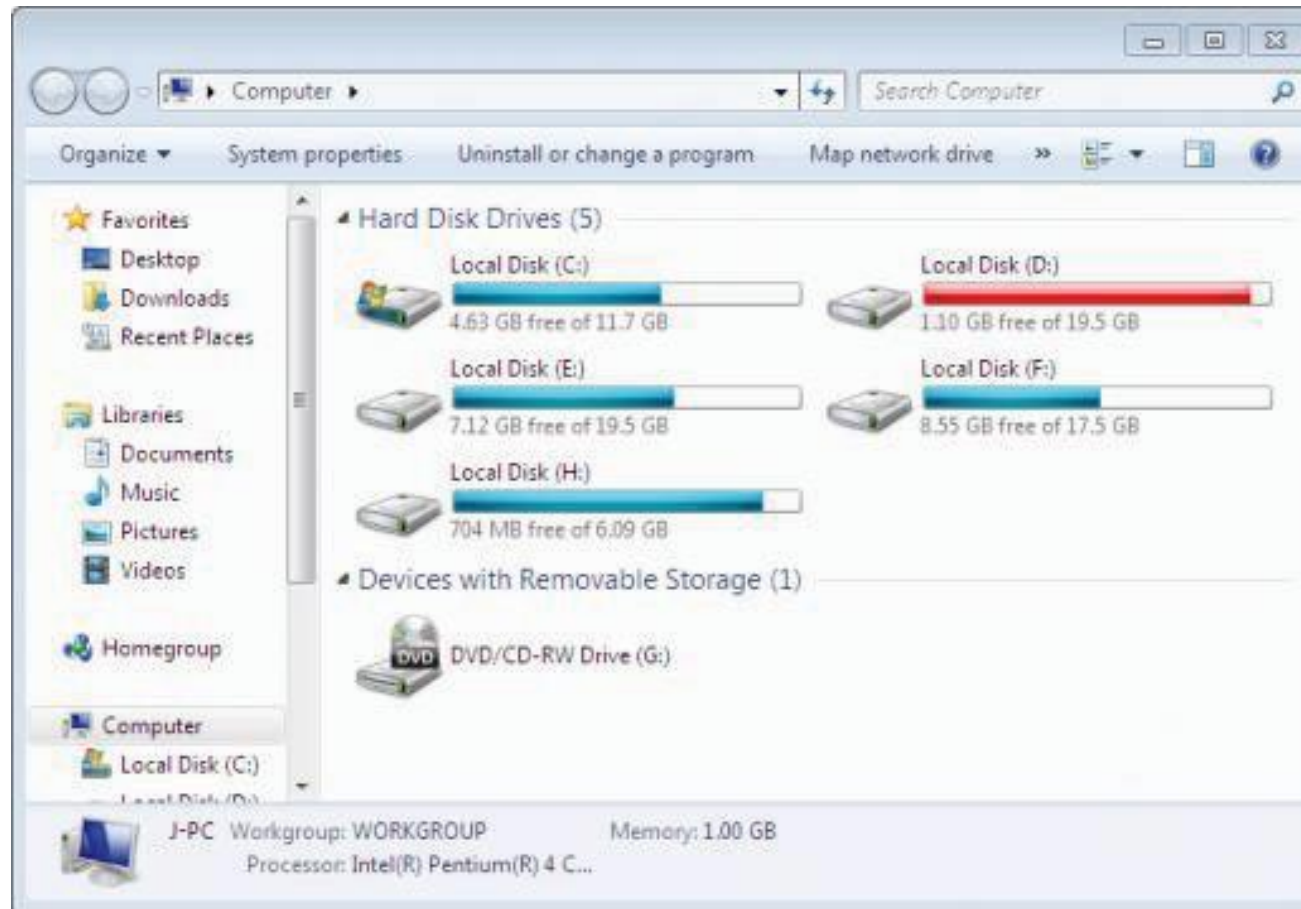 Computer
Search Computer
Organize System properties Uninstall or change a program Map network drive »
Favorites
Desktop
Downloads
Recent Places
Libraries
Documents
Music
Pictures
Videos
Homegroup
Computer
Local Disk (C:)
Local Disk (D:)
Hard Disk Drives (5)
Local Disk (C:)
4.63 GB free of 11.7 GB
Local Disk (D:)
1.10 GB free of 19.5 GB
Local Disk (E:)
7.12 GB free of 19.5 GB
Local Disk (F:)
8.55 GB free of 17.5 GB
Local Disk (H:)
704 MB free of 6.09 GB
Devices with Removable Storage (1)
DVD
DVD/CD-RW Drive (G:)
J-PC Workgroup: WORKGROUP Memory: 1.00 GB
Processor: Intel(R) Pentium(R) 4 C...